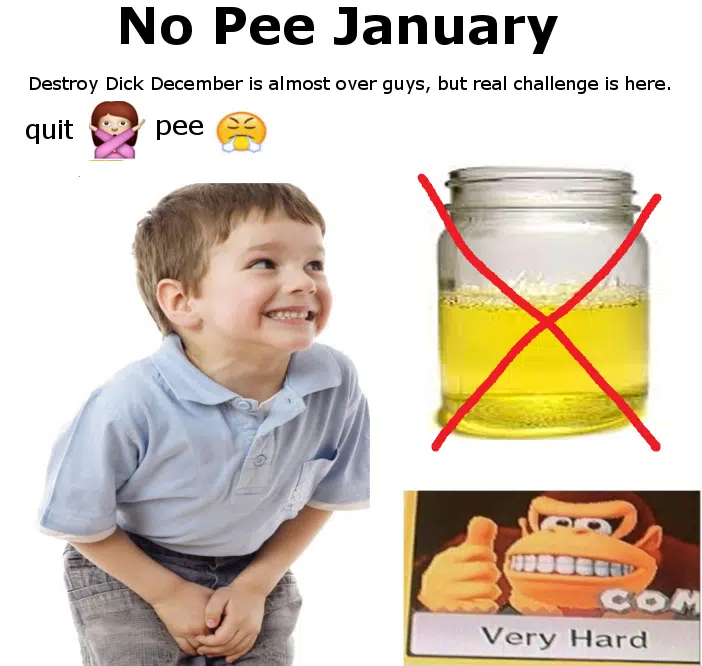 No Pee January
Destroy Dick December is almost over guys, but real challenge is here.
quit 🙅 pee 😤
COM
Very Hard